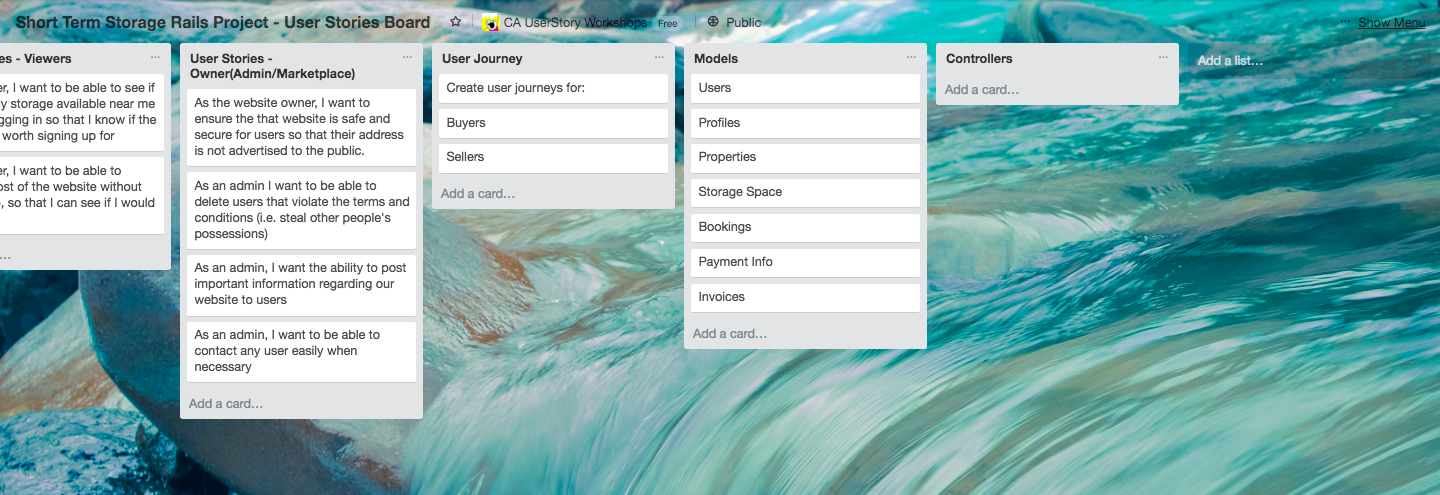 Short Term Storage Rails Project - User Stories Board
CA UserStory Workshops Free
Public
Show Menu
es - Viewers
er, I want to be able to see if
y storage available near me
gging in so that I know if the
worth signing up for
er, I want to be able to
ost of the website without
, so that I can see if I would
...
User Stories -
Owner(Admin/Marketplace)
As the website owner, I want to
ensure the that website is safe and
secure for users so that their address
is not advertised to the public.
As an admin I want to be able to
delete users that violate the terms and
conditions (i.e. steal other people's
possessions)
As an admin, I want the ability to post
important information regarding our
website to users
As an admin, I want to be able to
contact any user easily when
necessary
Add a card...
User Journey
Create user journeys for:
Buyers
Sellers
Add a card...
Models
Users
Profiles
Properties
Storage Space
Bookings
Payment Info
Invoices
Add a card...
Controllers
Add a card...
Add a list...